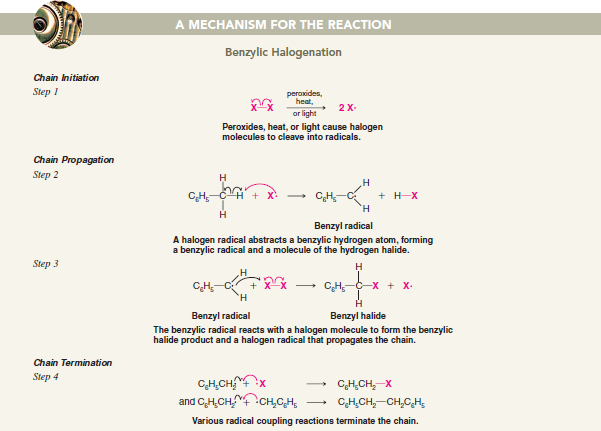 A MECHANISM FOR THE REACTION
Benzylic Halogenation
Chain Initiation
Step 1
X—X peroxides, heat, or light → 2 X·
Peroxides, heat, or light cause halogen
molecules to cleave into radicals.
Chain Propagation
Step 2
H
C₆H₅—C—H + X· → C₆H₅—C· H + H—X
H H
Benzyl radical
A halogen radical abstracts a benzylic hydrogen atom, forming
a benzylic radical and a molecule of the hydrogen halide.
Step 3
H H
C₆H₅—C· + X—X → C₆H₅—C—X + X·
H H
Benzyl radical Benzyl halide
The benzylic radical reacts with a halogen molecule to form the benzylic
halide product and a halogen radical that propagates the chain.
Chain Termination
Step 4
C₆H₅CH₂· + ·X → C₆H₅CH₂—X
and C₆H₅CH₂· + ·CH₂C₆H₅ → C₆H₅CH₂—CH₂C₆H₅
Various radical coupling reactions terminate the chain.